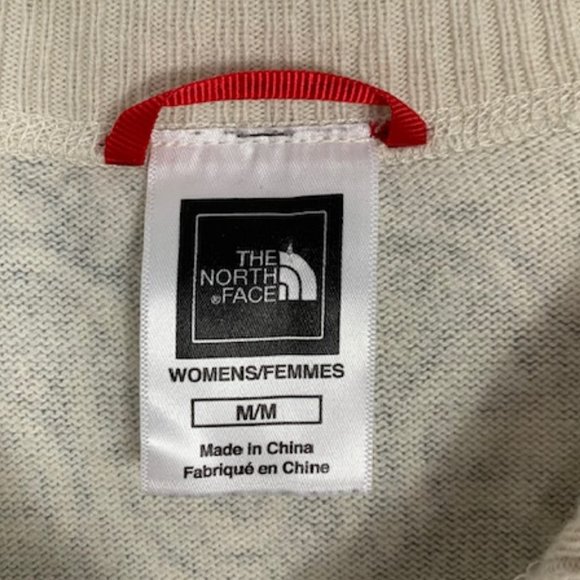 THE
NORTH
®FACE
WOMENS/FEMMES
M/M
Made in China
Fabriqué en Chine